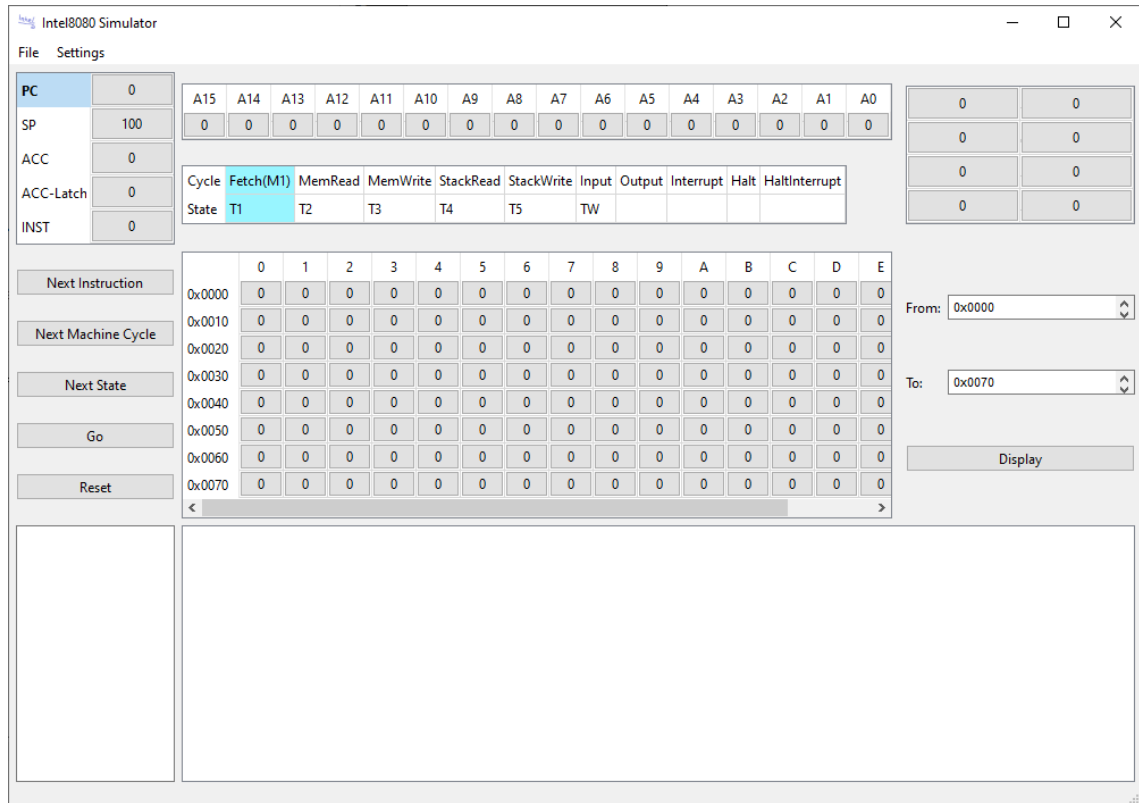 Intel8080 Simulator
File Settings
PC 0
SP 100
ACC 0
ACC-Latch 0
INST 0
A15 A14 A13 A12 A11 A10 A9 A8 A7 A6 A5 A4 A3 A2 A1 A0
0 0 0 0 0 0 0 0 0 0 0 0 0 0 0 0
0 0
0 0
0 0
0 0
Cycle Fetch(M1) MemRead MemWrite StackRead StackWrite Input Output Interrupt Halt HaltInterrupt
State T1 T2 T3 T4 T5 TW
Next Instruction
Next Machine Cycle
Next State
Go
Reset
0 1 2 3 4 5 6 7 8 9 A B C D E
0x0000 0 0 0 0 0 0 0 0 0 0 0 0 0 0 0
0x0010 0 0 0 0 0 0 0 0 0 0 0 0 0 0 0
0x0020 0 0 0 0 0 0 0 0 0 0 0 0 0 0 0
0x0030 0 0 0 0 0 0 0 0 0 0 0 0 0 0 0
0x0040 0 0 0 0 0 0 0 0 0 0 0 0 0 0 0
0x0050 0 0 0 0 0 0 0 0 0 0 0 0 0 0 0
0x0060 0 0 0 0 0 0 0 0 0 0 0 0 0 0 0
0x0070 0 0 0 0 0 0 0 0 0 0 0 0 0 0 0
From: 0x0000
To: 0x0070
Display